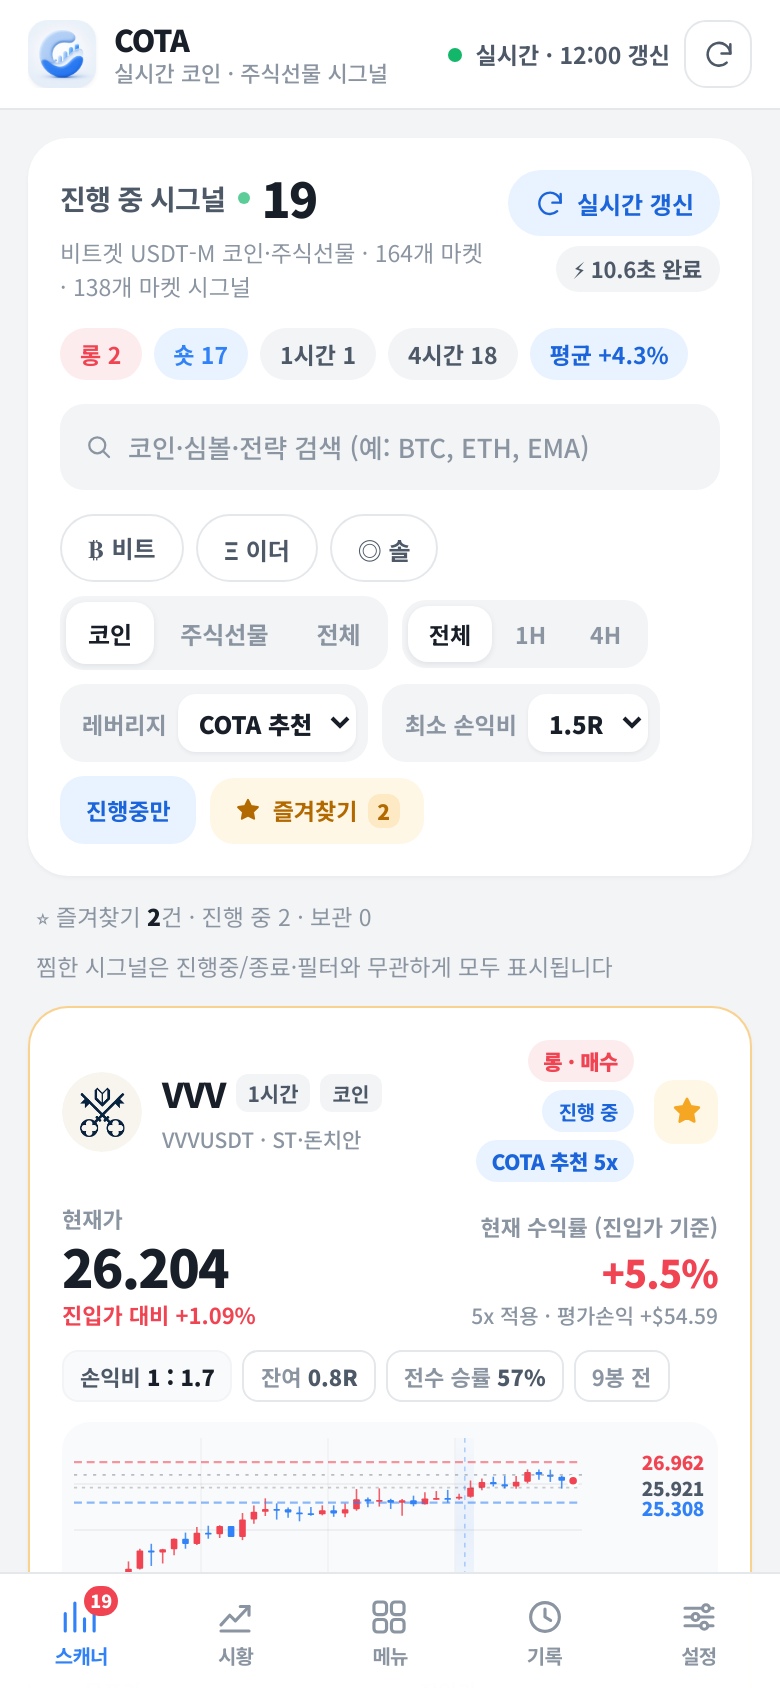 COTA
실시간 코인 · 주식선물 시그널
실시간 · 12:00 갱신
진행 중 시그널 19
실시간 갱신
비트겟 USDT-M 코인·주식선물 · 164개 마켓
· 138개 마켓 시그널
⚡ 10.6초 완료
롱 2
숏 17
1시간 1
4시간 18
평균 +4.3%
코인·심볼·전략 검색 (예: BTC, ETH, EMA)
₿ 비트
Ξ 이더
◎ 솔
코인
주식선물
전체
전체
1H
4H
레버리지
COTA 추천
최소 손익비
1.5R
진행중만
★ 즐겨찾기 2
☆ 즐겨찾기 2건 · 진행 중 2 · 보관 0
찜한 시그널은 진행중/종료·필터와 무관하게 모두 표시됩니다
VVV
1시간
코인
VVVUSDT · ST·돈치안
롱 · 매수
진행 중
COTA 추천 5x
현재가
26.204
진입가 대비 +1.09%
현재 수익률 (진입가 기준)
+5.5%
5x 적용 · 평가손익 +$54.59
손익비 1 : 1.7
잔여 0.8R
전수 승률 57%
9봉 전
26.962
25.921
25.308
19
스캐너
시황
메뉴
기록
설정